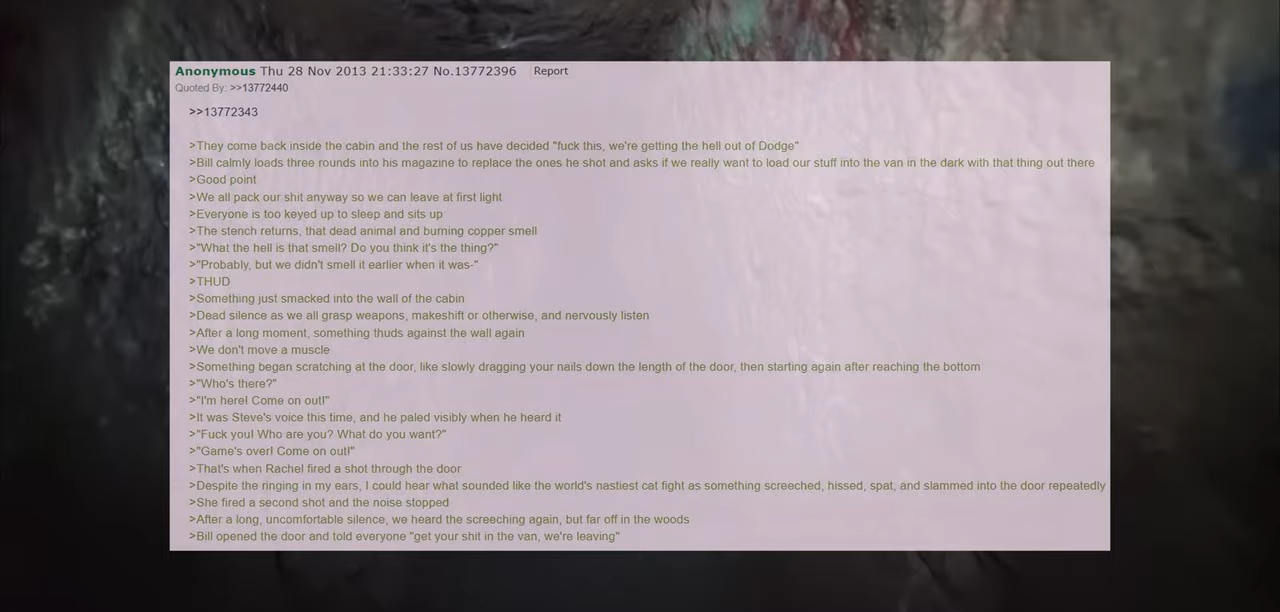 Anonymous Thu 28 Nov 2013 21:33:27 No.13772396 Report
Quoted By: >>13772440
>>13772343
>They come back inside the cabin and the rest of us have decided "fuck this, we're getting the hell out of Dodge"
>Bill calmly loads three rounds into his magazine to replace the ones he shot and asks if we really want to load our stuff into the van in the dark with that thing out there
>Good point
>We all pack our shit anyway so we can leave at first light
>Everyone is too keyed up to sleep and sits up
>The stench returns, that dead animal and burning copper smell
>"What the hell is that smell? Do you think it's the thing?"
>"Probably, but we didn't smell it earlier when it was-"
>THUD
>Something just smacked into the wall of the cabin
>Dead silence as we all grasp weapons, makeshift or otherwise, and nervously listen
>After a long moment, something thuds against the wall again
>We don't move a muscle
>Something began scratching at the door, like slowly dragging your nails down the length of the door, then starting again after reaching the bottom
>"Who's there?"
>"I'm here! Come on out!"
>It was Steve's voice this time, and he paled visibly when he heard it
>"Fuck you! Who are you? What do you want?"
>"Game's over! Come on out!"
>That's when Rachel fired a shot through the door
>Despite the ringing in my ears, I could hear what sounded like the world's nastiest cat fight as something screeched, hissed, spat, and slammed into the door repeatedly
>She fired a second shot and the noise stopped
>After a long, uncomfortable silence, we heard the screeching again, but far off in the woods
>Bill opened the door and told everyone "get your shit in the van, we're leaving"